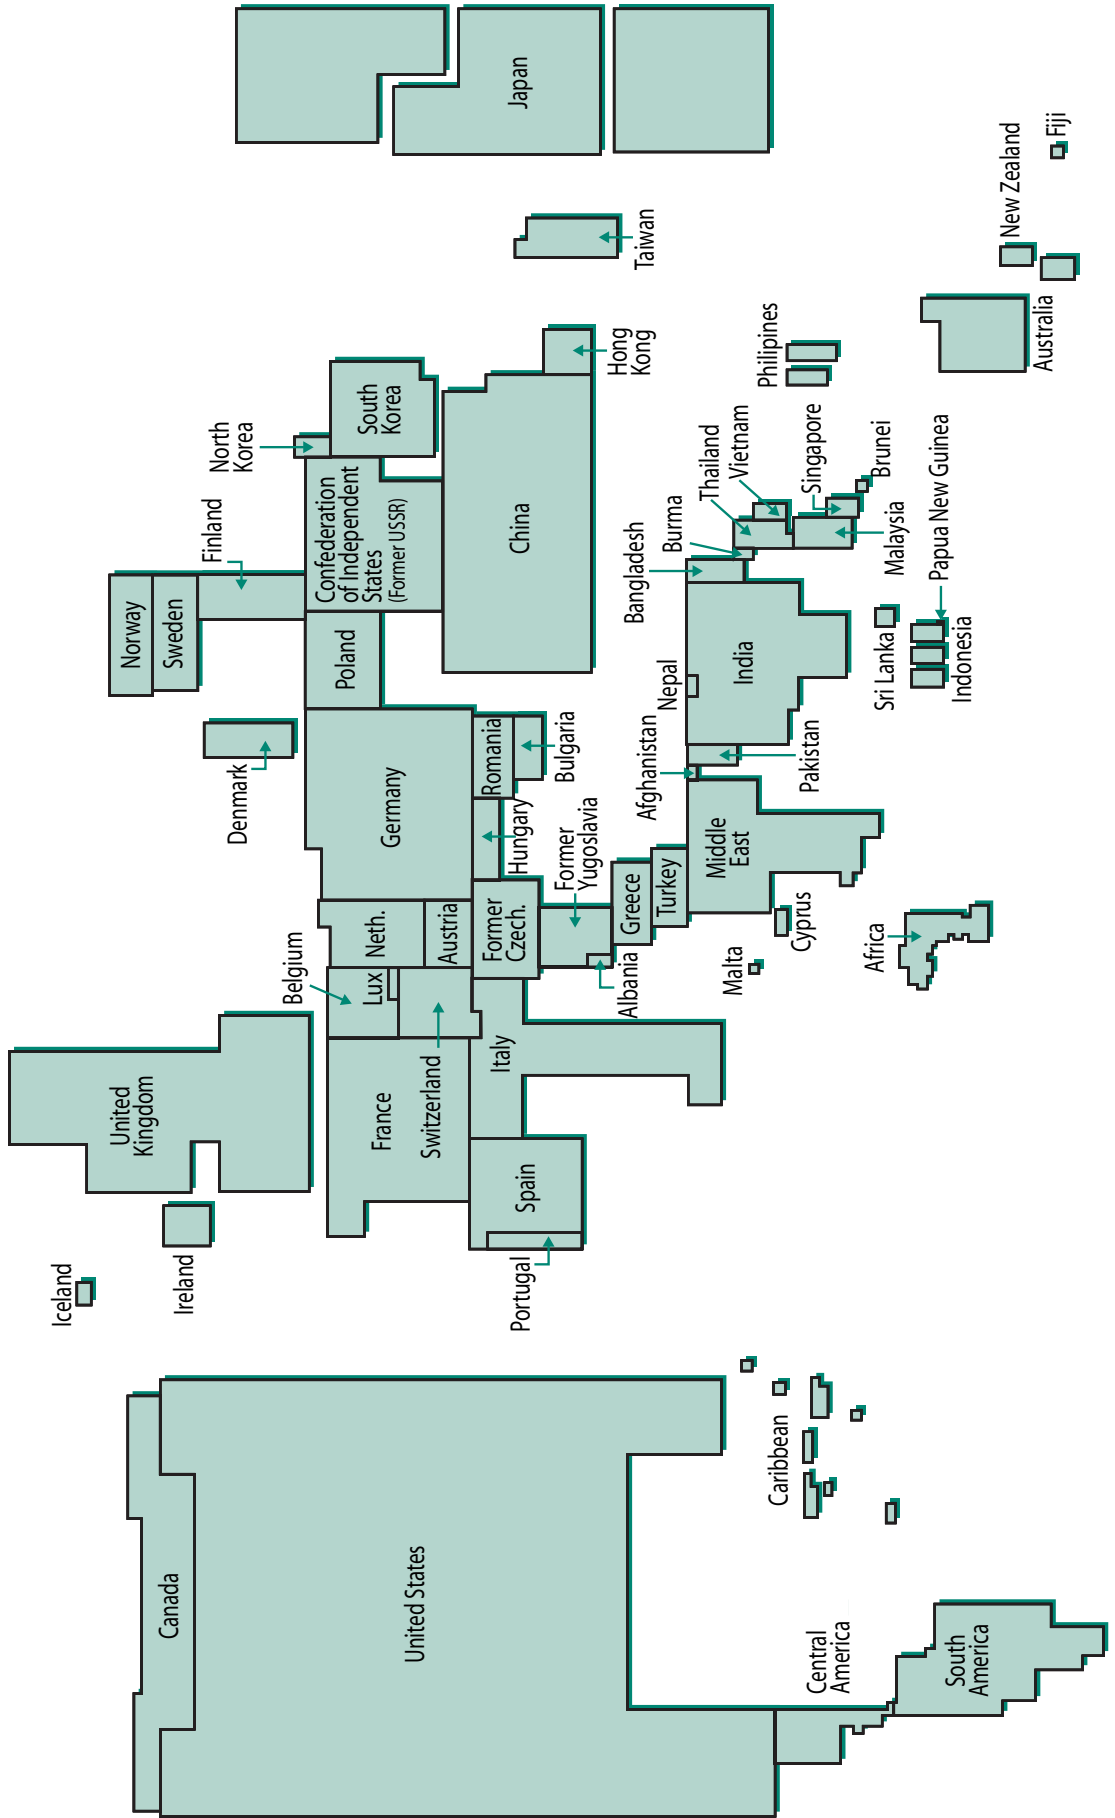 Canada
United States
Central
America
South
America
Caribbean
Iceland
Ireland
United
Kingdom
Portugal
Spain
France
Switzerland
Italy
Belgium
Lux
Neth.
Austria
Former
Czech.
Germany
Denmark
Norway
Sweden
Finland
Poland
Hungary
Romania
Bulgaria
Former
Yugoslavia
Albania
Greece
Turkey
Malta
Cyprus
Middle
East
Africa
Afghanistan
Pakistan
Nepal
India
Bangladesh
Burma
Sri Lanka
Thailand
Vietnam
Singapore
Brunei
Malaysia
Indonesia
Papua New Guinea
Philipines
Confederation
of Independent
States
(Former USSR)
North
Korea
South
Korea
China
Hong
Kong
Taiwan
Japan
Australia
New Zealand
Fiji